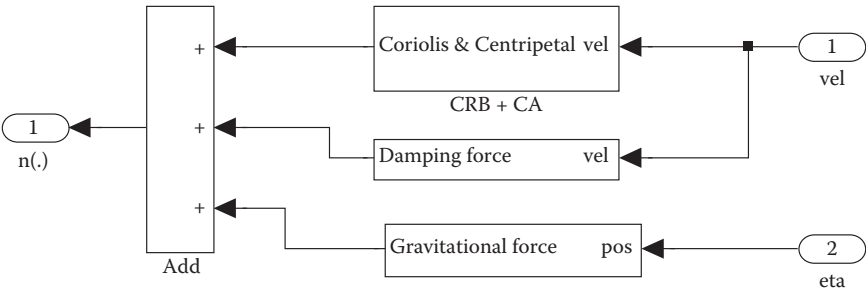 + Coriolis & Centripetal vel 1
vel
CRB + CA
1 + Damping force vel
n(.)
+ Gravitational force pos 2
Add
eta